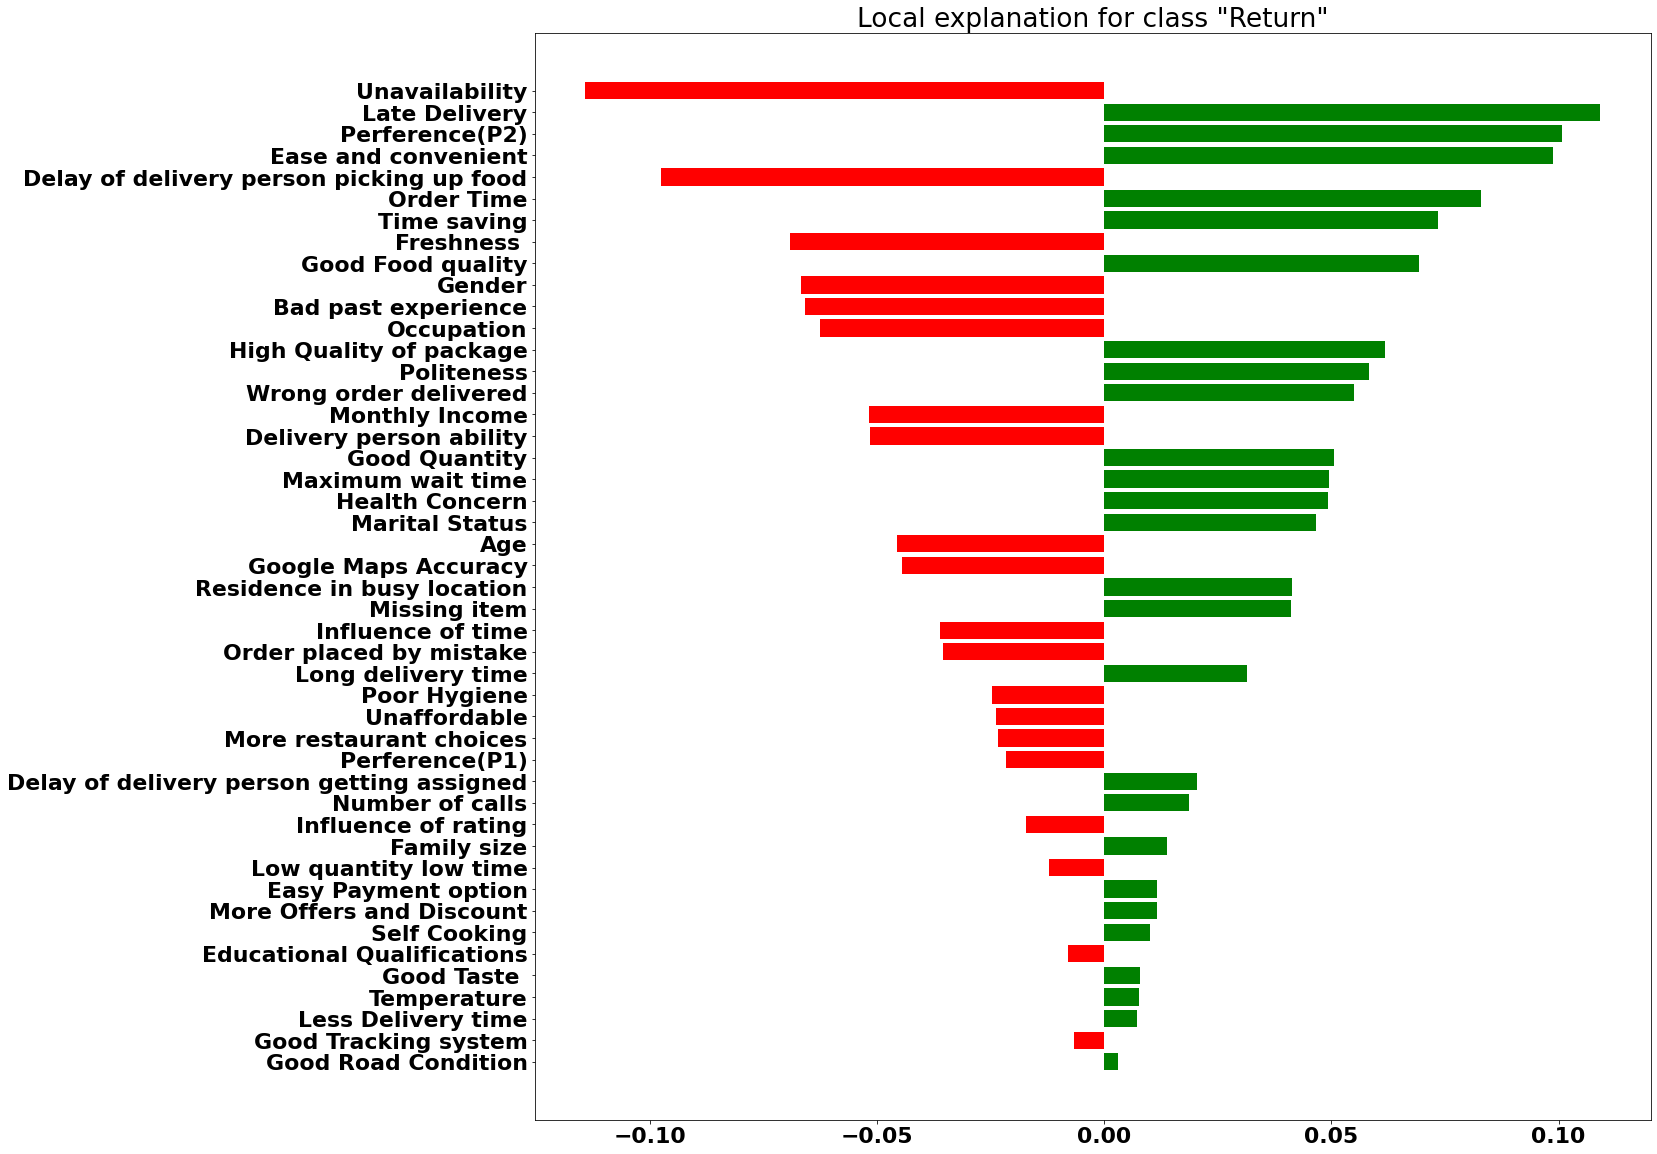 Local explanation for class "Return"
Unavailability
Late Delivery
Perference(P2)
Ease and convenient
Delay of delivery person picking up food
Order Time
Time saving
Freshness
Good Food quality
Gender
Bad past experience
Occupation
High Quality of package
Politeness
Wrong order delivered
Monthly Income
Delivery person ability
Good Quantity
Maximum wait time
Health Concern
Marital Status
Age
Google Maps Accuracy
Residence in busy location
Missing item
Influence of time
Order placed by mistake
Long delivery time
Poor Hygiene
Unaffordable
More restaurant choices
Perference(P1)
Delay of delivery person getting assigned
Number of calls
Influence of rating
Family size
Low quantity low time
Easy Payment option
More Offers and Discount
Self Cooking
Educational Qualifications
Good Taste
Temperature
Less Delivery time
Good Tracking system
Good Road Condition
−0.10 −0.05 0.00 0.05 0.10